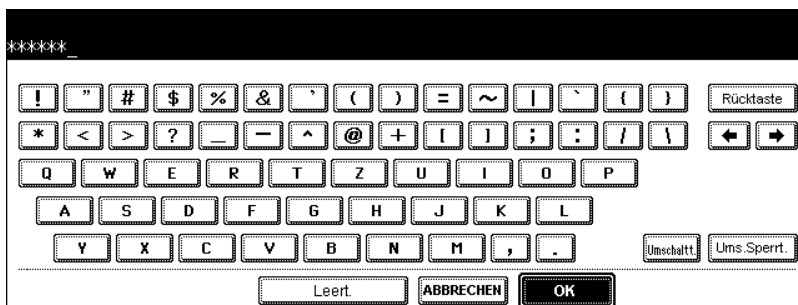 ******_
! " # $ % & ' ( ) = ~ | ` { } Rücktaste
* < > ? _ - ^ @ + [ ] ; : / \ ← →
Q W E R T Z U I O P
A S D F G H J K L
Y X C V B N M , . Umschaltt. Ums.Sperrt.
Leert. ABBRECHEN OK